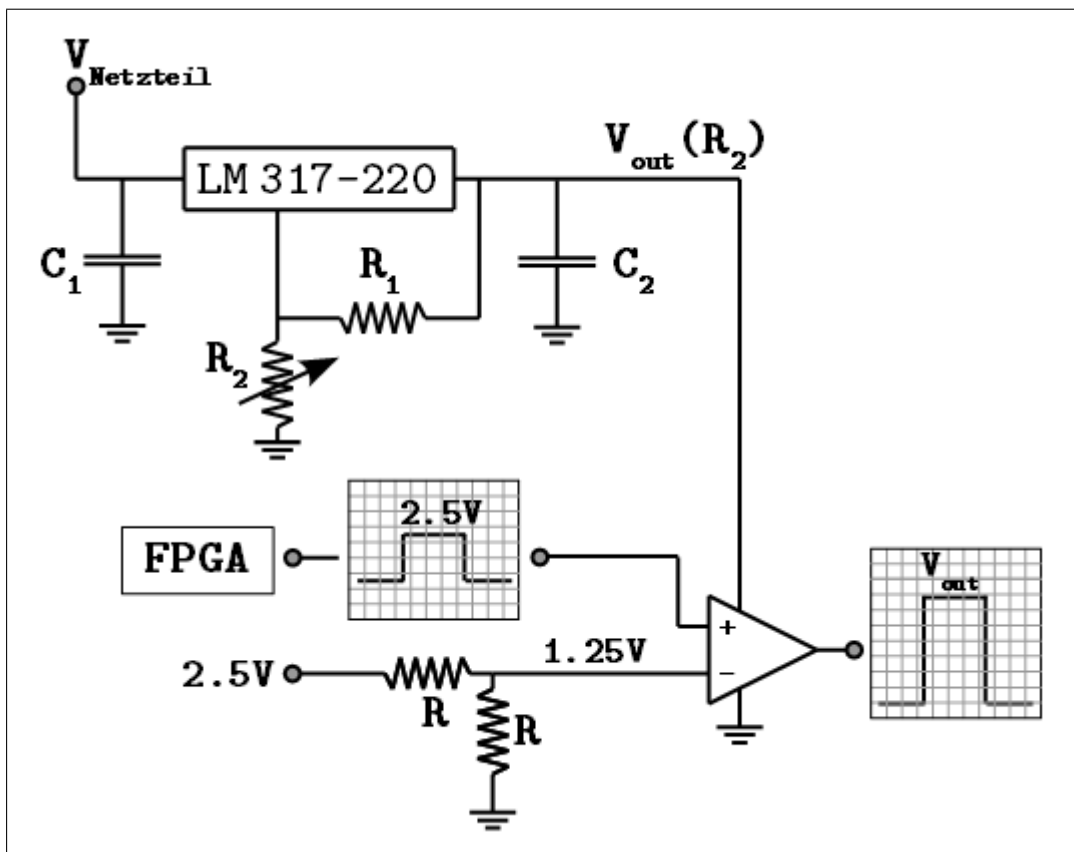 V Netzteil
LM 317-220
V out (R 2)
C 1
R 1
C 2
R 2
2.5V
FPGA
V out
+
1.25V
2.5V
−
R
R